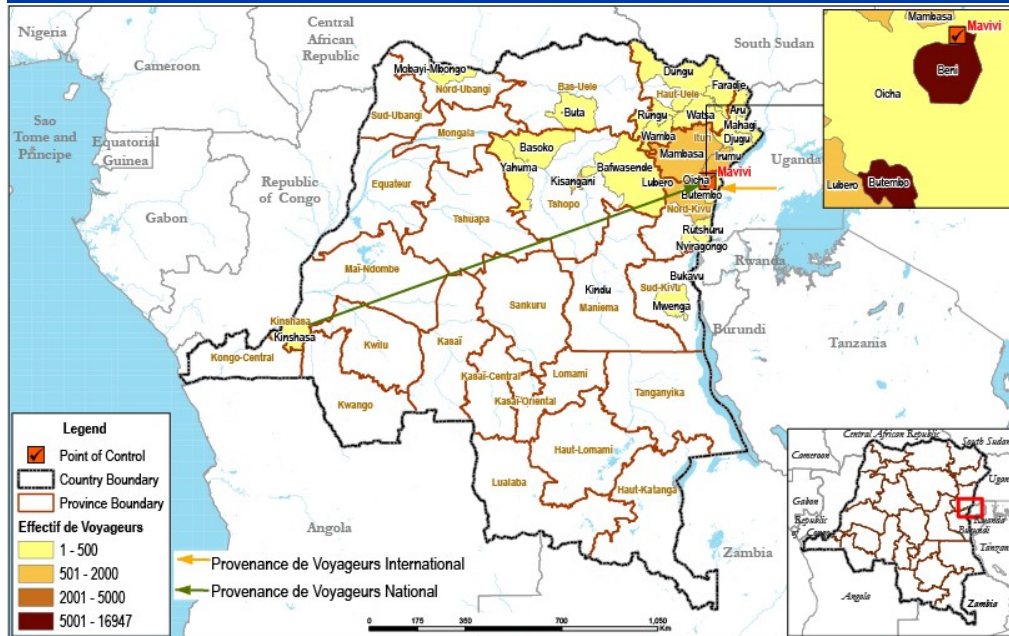 Nigeria
Cameroon
Central
African
Republic
South Sudan
Sao
Tome and
Principe
Equatorial
Guinea
Gabon
Republic
of Congo
Angola
Zambia
Tanzania
Burundi
Rwanda
Uganda
Mobayi-Mbongo
Nord-Ubangi
Sud-Ubangi
Mongala
Bas-Uele
Buta
Dungu
Haut-Uele
Faradje
Rungu
Watsa
Aru
Ituri
Mahagi
Djugu
Wamba
Mambasa
Irumu
Basoko
Yahuma
Bafwasende
Kisangani
Tshopo
Lubero
Oicha
Mavivi
Butembo
Nord-Kivu
Rutshuru
Nyiragongo
Equateur
Tshuapa
Maï-Ndombe
Bukavu
Sud-Kivu
Mwenga
Kindu
Maniema
Sankuru
Kinshasa
Kinshasa
Kongo-Central
Kwilu
Kasaï
Kwango
Kasaï-Central
Kasaï-Oriental
Lomami
Tanganyika
Haut-Lomami
Lualaba
Haut-Katanga
Mambasa
Mavivi
Beni
Oicha
Lubero
Butembo
Legend
Point of Control
Country Boundary
Province Boundary
Effectif de Voyageurs
1 - 500
501 - 2000
2001 - 5000
5001 - 16947
Provenance de Voyageurs International
Provenance de Voyageurs National
0 175 350 700 1,050
Km
Central African Republic
South Sudan
Cameroon
Gabon
Republic
Burundi
Angola
Zambia